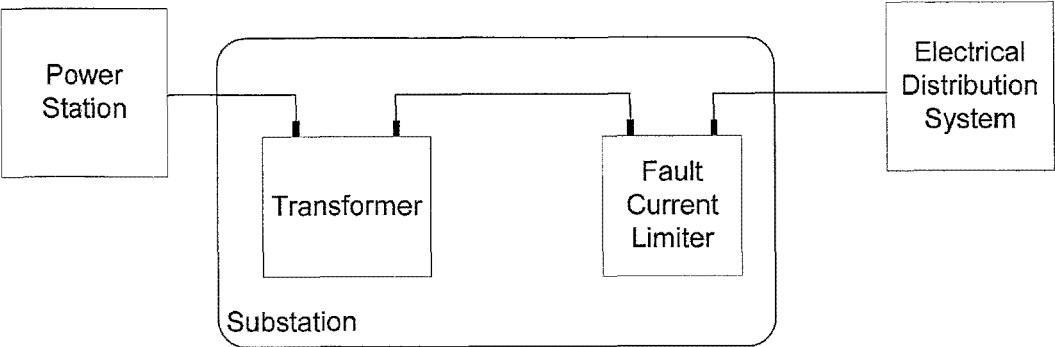 Power
Station
Electrical
Distribution
System
Transformer
Fault
Current
Limiter
Substation